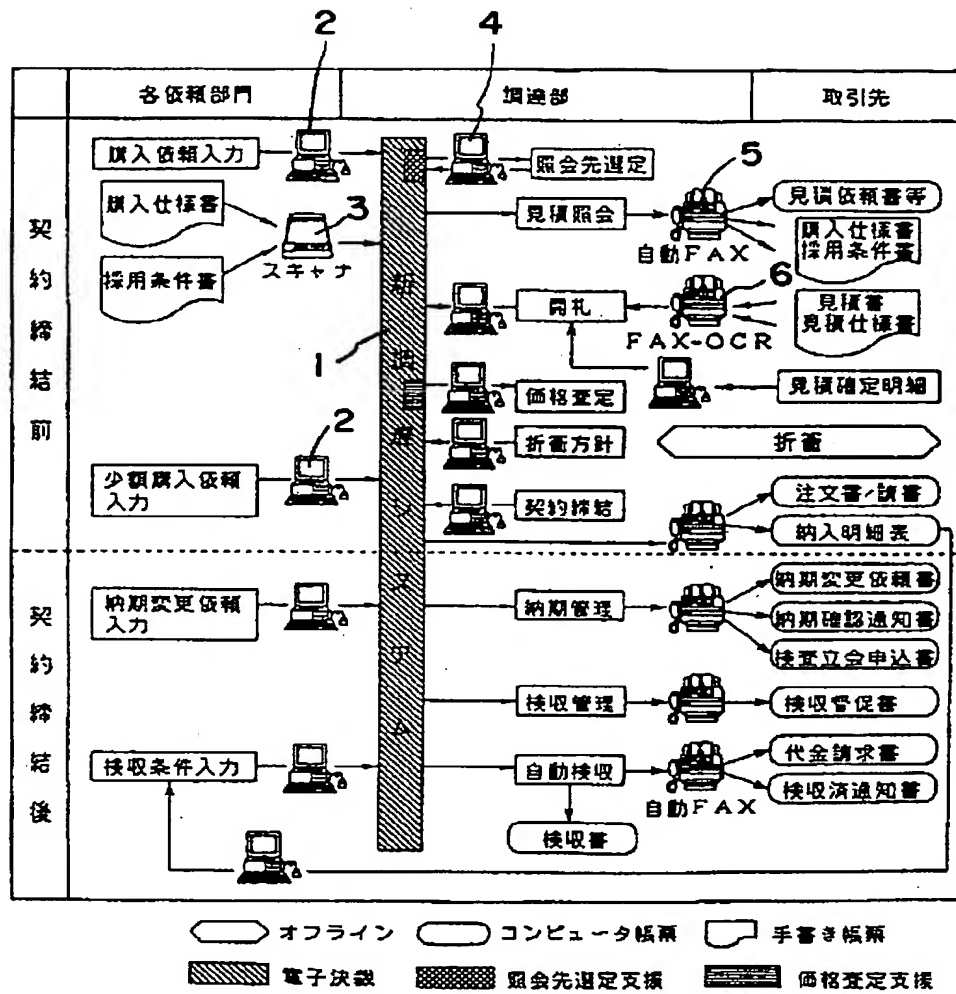 2
4
各依頼部門
調達部
取引先
契約締結前
購入依頼入力
照会先選定
5
購入仕様書
3
見積照会
見積依頼書等
スキャナ
自動FAX
購入仕様書
採用条件書
採用条件書
6
開札
見積書
見積仕様書
FAX-OCR
1
新調達システム
価格査定
見積確定明細
2
折衝方針
折衝
少額購入依頼
入力
契約締結
注文書/請書
納入明細表
契約締結後
納期変更依頼
入力
納期管理
納期変更依頼書
納期確認通知書
検査立会申込書
検収管理
検収督促書
検収条件入力
自動検収
代金請求書
自動FAX
検収済通知書
検収書
オフライン
コンピュータ帳票
手書き帳票
電子決裁
照会先選定支援
価格査定支援